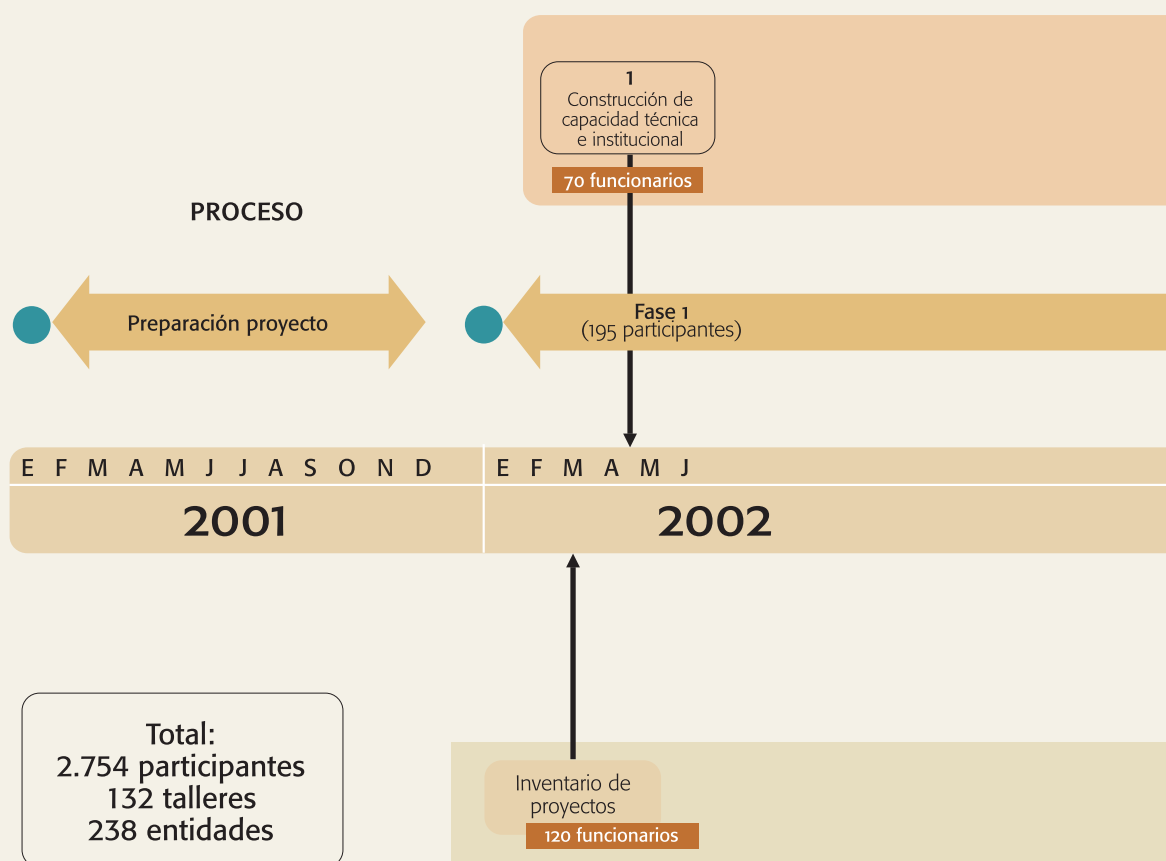 1
Construcción de
capacidad técnica
e institucional
70 funcionarios
PROCESO
Preparación proyecto
Fase 1
(195 participantes)
E F M A M J J A S O N D
E F M A M J
2001
2002
Total:
2.754 participantes
132 talleres
238 entidades
Inventario de
proyectos
120 funcionarios